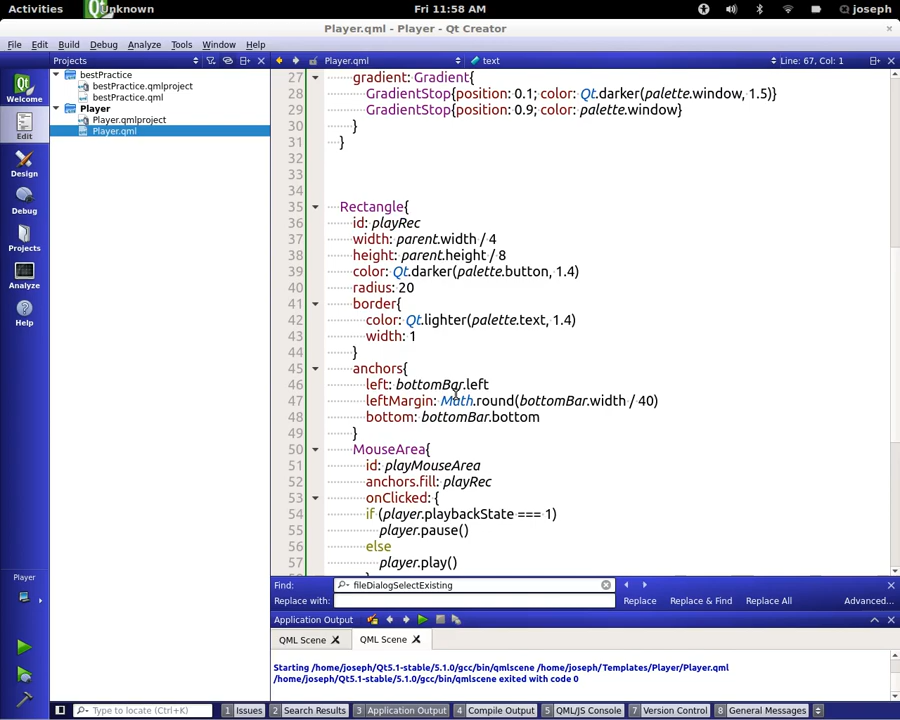 Activities Unknown Fri 11:58 AM joseph
Player.qml - Player - Qt Creator
File Edit Build Debug Analyze Tools Window Help
Projects Player.qml text Line: 67, Col: 1
Welcome
Edit
Design
Debug
Projects
Analyze
Help
Player
bestPractice
bestPractice.qmlproject
bestPractice.qml
Player
Player.qmlproject
Player.qml
27 gradient: Gradient{
28 GradientStop{position: 0.1; color: Qt.darker(palette.window, 1.5)}
29 GradientStop{position: 0.9; color: palette.window}
30 }
31 }
32
33
34
35 Rectangle{
36 id: playRec
37 width: parent.width / 4
38 height: parent.height / 8
39 color: Qt.darker(palette.button, 1.4)
40 radius: 20
41 border{
42 color: Qt.lighter(palette.text, 1.4)
43 width: 1
44 }
45 anchors{
46 left: bottomBar.left
47 leftMargin: Math.round(bottomBar.width / 40)
48 bottom: bottomBar.bottom
49 }
50 MouseArea{
51 id: playMouseArea
52 anchors.fill: playRec
53 onClicked: {
54 if (player.playbackState === 1)
55 player.pause()
56 else
57 player.play()
Find: fileDialogSelectExisting
Replace with: Replace Replace & Find Replace All Advanced...
Application Output
QML Scene QML Scene
Starting /home/joseph/Qt5.1-stable/5.1.0/gcc/bin/qmlscene /home/joseph/Templates/Player/Player.qml
/home/joseph/Qt5.1-stable/5.1.0/gcc/bin/qmlscene exited with code 0
Type to locate (Ctrl+K) 1 Issues 2 Search Results 3 Application Output 4 Compile Output 5 QML/JS Console 7 Version Control 8 General Messages